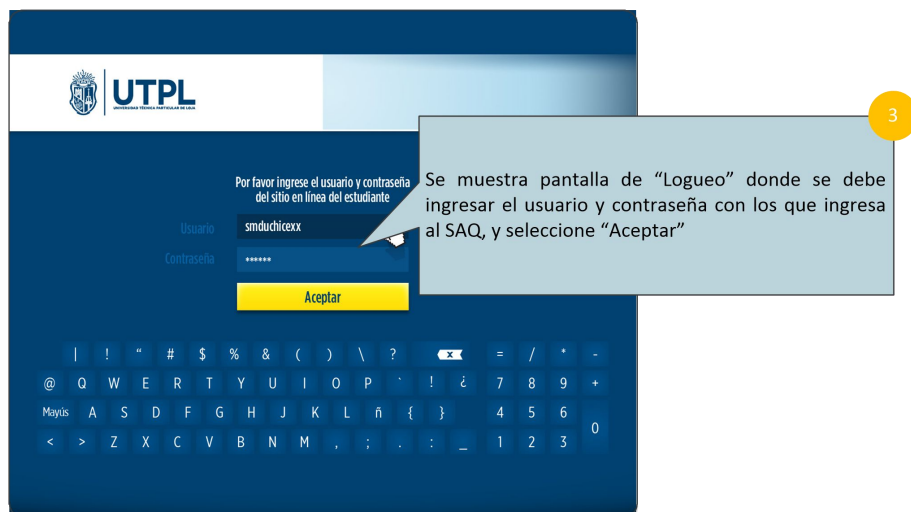 UTPL
UNIVERSIDAD TÉCNICA PARTICULAR DE LOJA
3
Se muestra pantalla de “Logueo” donde se debe
ingresar el usuario y contraseña con los que ingresa
al SAQ, y seleccione “Aceptar”
Por favor ingrese el usuario y contraseña
del sitio en línea del estudiante
Usuario smduchicexx
Contraseña ******
Aceptar
| ! “ # $ % & ( ) \ ? x = / * -
@ Q W E R T Y U I O P ` ! ¿ 7 8 9 +
Mayús A S D F G H J K L ñ { } 4 5 6
0
< > Z X C V B N M , ; . : _ 1 2 3